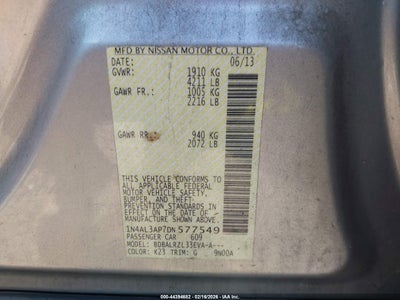 MFD BY NISSAN MOTOR CO., LTD.
DATE: 06/13
GVWR: 1910 KG
4211 LB
GAWR FR.: 1005 KG
2216 LB
GAWR RR.: 940 KG
2072 LB
THIS VEHICLE CONFORMS TO ALL
APPLICABLE FEDERAL MOTOR
VEHICLE SAFETY,
BUMPER, AND THEFT
PREVENTION STANDARDS IN
EFFECT ON THE DATE OF
MANUFACTURE SHOWN ABOVE.
1N4AL3AP7DN577549
PASSENGER CAR 609
MODEL: BDBALRZL33EVA-A---
COLOR: K23 TRIM: G 9N00A
000-44394682 02/16/2026 IAA Inc.